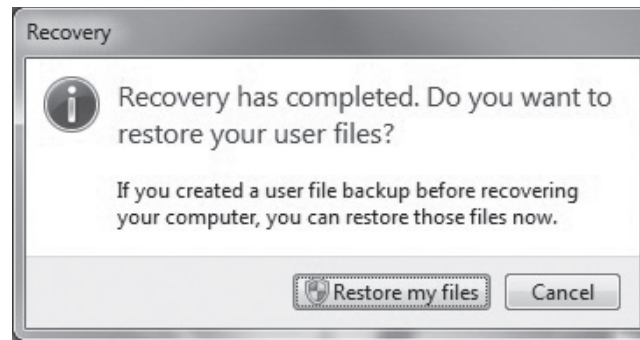 Recovery
Recovery has completed. Do you want to
restore your user files?
If you created a user file backup before recovering
your computer, you can restore those files now.
Restore my files
Cancel